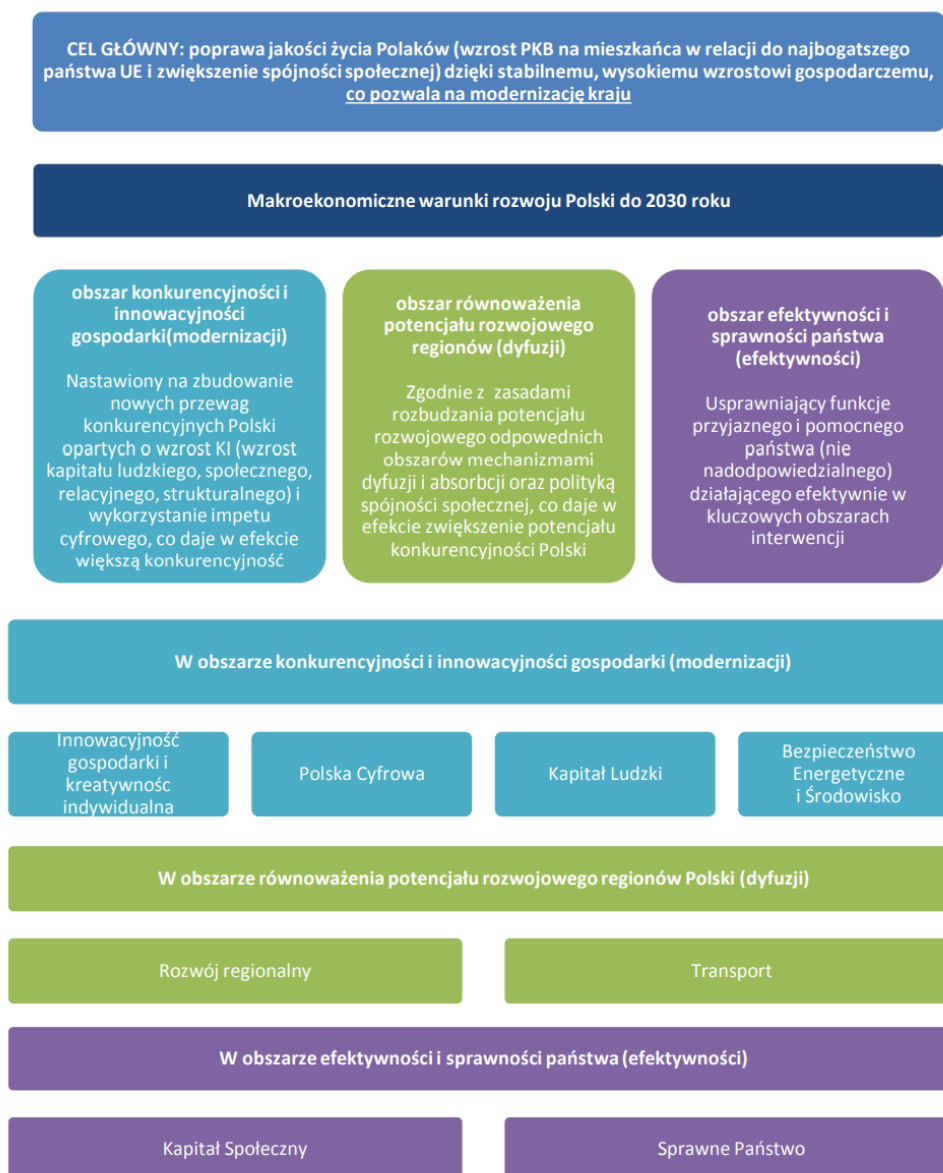 CEL GŁÓWNY: poprawa jakości życia Polaków (wzrost PKB na mieszkańca w relacji do najbogatszego
państwa UE i zwiększenie spójności społecznej) dzięki stabilnemu, wysokiemu wzrostowi gospodarczemu,
co pozwala na modernizację kraju
Makroekonomiczne warunki rozwoju Polski do 2030 roku
obszar konkurencyjności i
innowacyjności
gospodarki(modernizacji)
Nastawiony na zbudowanie
nowych przewag
konkurencyjnych Polski
opartych o wzrost KI (wzrost
kapitału ludzkiego, społecznego,
relacyjnego, strukturalnego) i
wykorzystanie impetu
cyfrowego, co daje w efekcie
większą konkurencyjność
obszar równoważenia
potencjału rozwojowego
regionów (dyfuzji)
Zgodnie z zasadami
rozbudzania potencjału
rozwojowego odpowednich
obszarów mechanizmami
dyfuzji i absorbcji oraz polityką
spójności społecznej, co daje w
efekcie zwiększenie potencjału
konkurencyjności Polski
obszar efektywności i
sprawności państwa
(efektywności)
Usprawniający funkcje
przyjaznego i pomocnego
państwa (nie
nadodpowiedzialnego)
działającego efektywnie w
kluczowych obszarach
interwencji
W obszarze konkurencyjności i innowacyjności gospodarki (modernizacji)
Innowacyjność
gospodarki i
kreatywnośc
indywidualna
Polska Cyfrowa
Kapitał Ludzki
Bezpieczeństwo
Energetyczne
i Środowisko
W obszarze równoważenia potencjału rozwojowego regionów Polski (dyfuzji)
Rozwój regionalny
Transport
W obszarze efektywności i sprawności państwa (efektywności)
Kapitał Społeczny
Sprawne Państwo